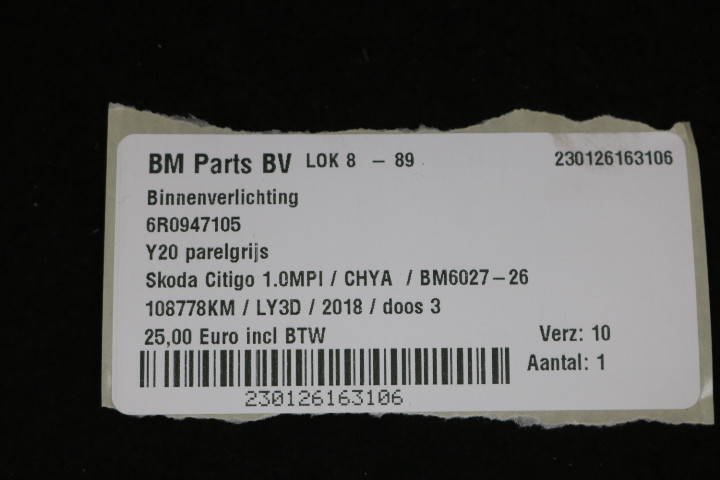 BM Parts BV LOK 8 - 89 230126163106
Binnenverlichting
6R0947105
Y20 parelgrijs
Skoda Citigo 1.0MPI / CHYA / BM6027-26
108778KM / LY3D / 2018 / doos 3
25,00 Euro incl BTW Verz: 10
Aantal: 1
230126163106